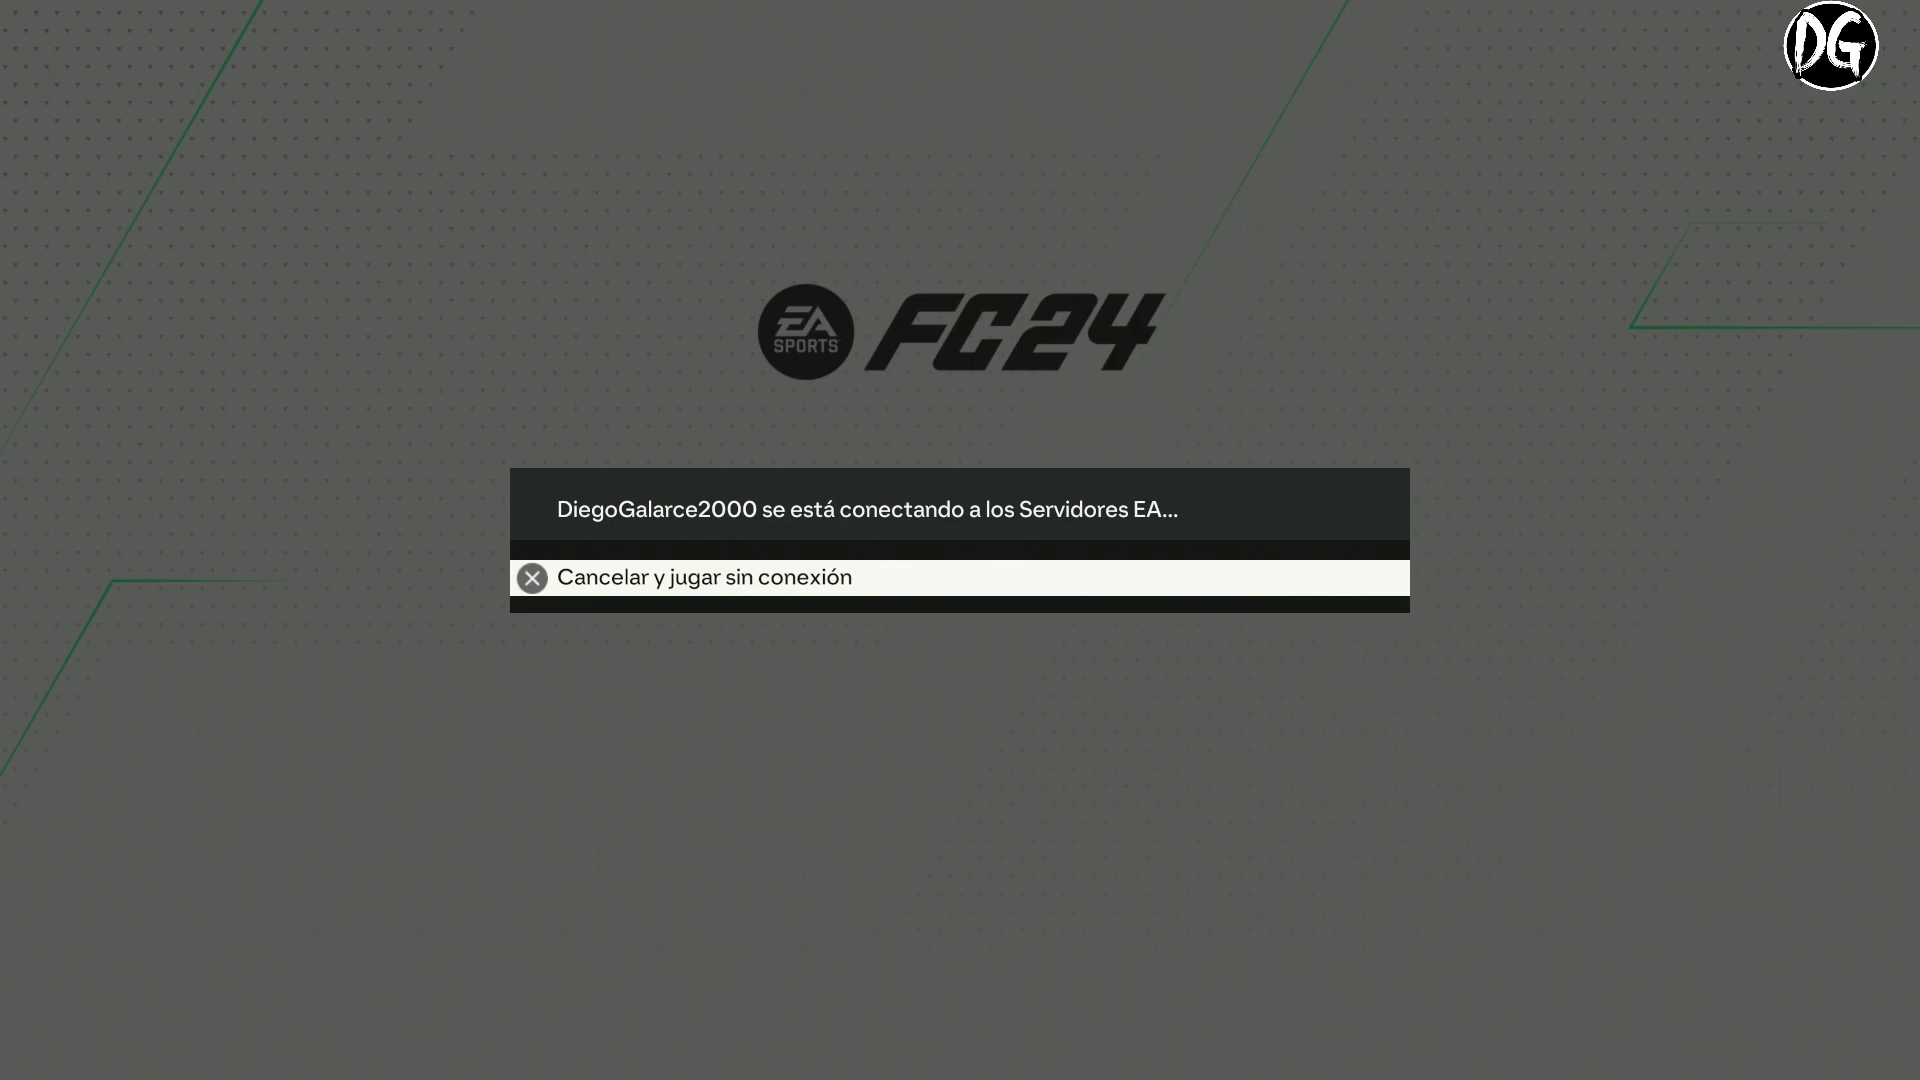 DG
EA
SPORTS
FC24
DiegoGalarce2000 se está conectando a los Servidores EA...
Cancelar y jugar sin conexión